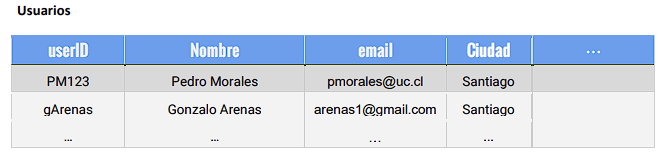 Usuarios
userID Nombre email Ciudad ...
PM123 Pedro Morales pmorales@uc.cl Santiago
gArenas Gonzalo Arenas arenas1@gmail.com Santiago
... ... ... ...